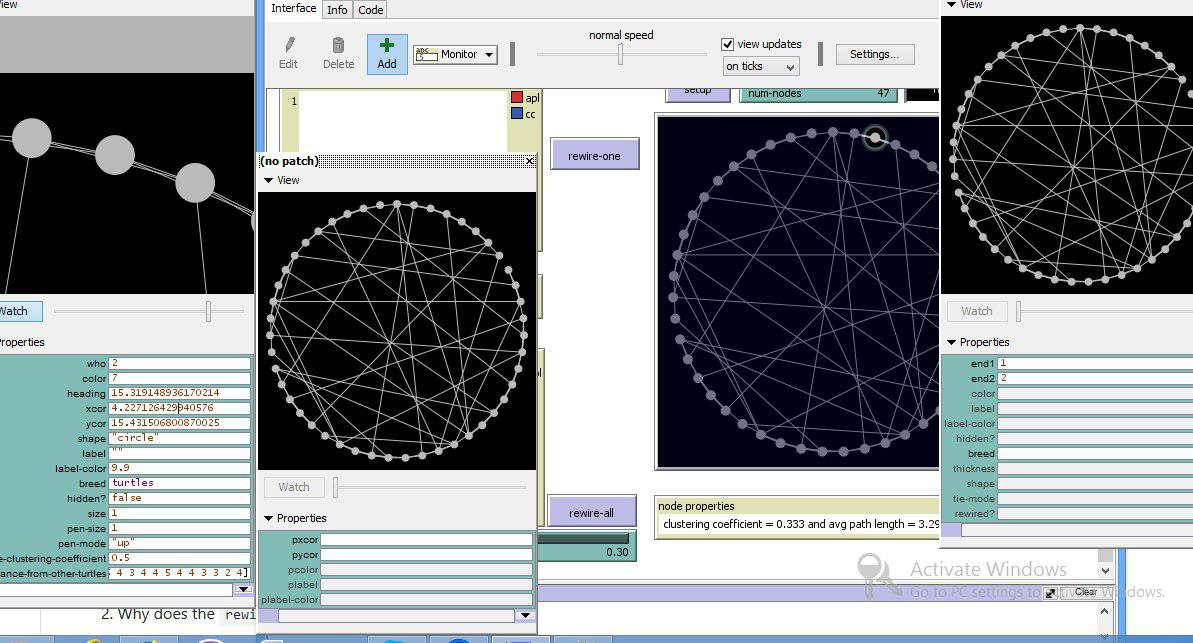 View
Interface Info Code
Edit Delete Add abc Monitor
normal speed
view updates
on ticks
Settings...
View
1
apl
cc
setup
num-nodes 47
rewire-one
(no patch)
View
Watch
Properties
who 2
color 7
heading 15.319148936170214
xcor 4.227126429940576
ycor 15.431506800870025
shape "circle"
label ""
label-color 9.9
breed turtles
hidden? false
size 1
pen-size 1
pen-mode "up"
e-clustering-coefficient 0.5
ance-from-other-turtles 4 3 4 4 5 4 4 3 3 2 4]
Watch
Properties
pxcor
pycor
pcolor
plabel
plabel-color
rewire-all
0.30
node properties
clustering coefficient = 0.333 and avg path length = 3.29
Watch
Properties
end1 1
end2 2
color
label
label-color
hidden?
breed
thickness
shape
tie-mode
rewired?
Clear
Activate Windows
Go to PC settings to activate Windows.
2. Why does the rewi